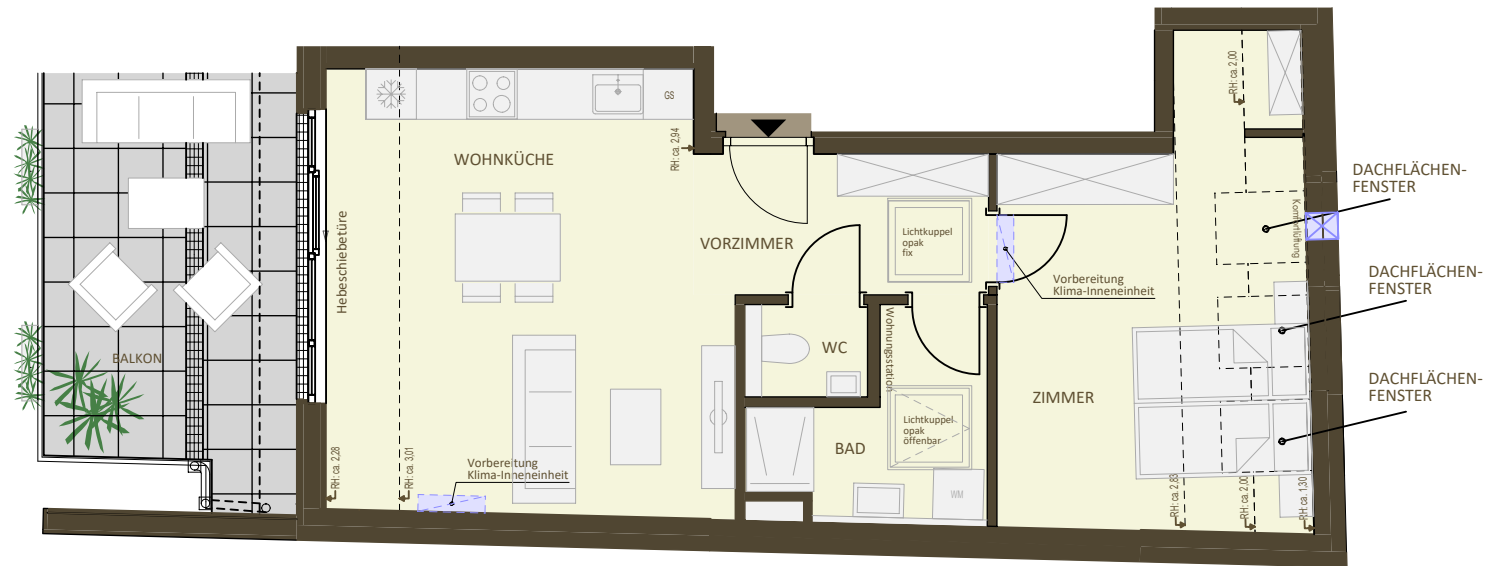 WOHNKÜCHE
GS
RH: ca. 2,94
RH: ca. 2,00
Hebeschiebetüre
VORZIMMER
Lichtkuppel
opak
fix
Vorbereitung
Klima-Inneneinheit
Komfortlüftung
DACHFLÄCHEN-
FENSTER
DACHFLÄCHEN-
FENSTER
DACHFLÄCHEN-
FENSTER
BALKON
WC
Wohnungsstation
ZIMMER
Lichtkuppel
opak
öffenbar
BAD
WM
Vorbereitung
Klima-Inneneinheit
RH: ca. 2,28
RH: ca. 3,01
RH: ca. 2,83
RH: ca. 2,00
RH: ca. 1,30